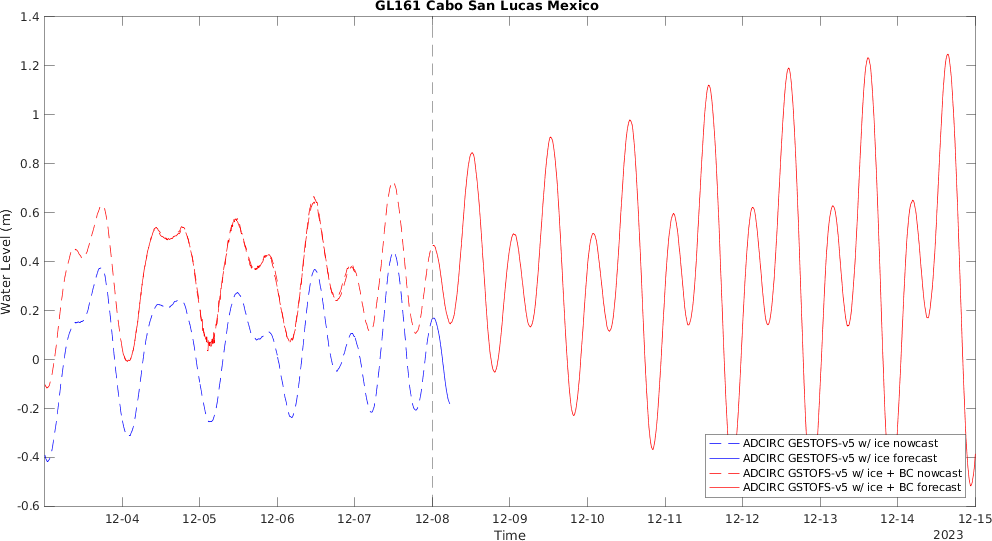 GL161 Cabo San Lucas Mexico
1.4
1.2
1
0.8
0.6
0.4
0.2
0
-0.2
-0.4
-0.6
Water Level (m)
12-04 12-05 12-06 12-07 12-08 12-09 12-10 12-11 12-12 12-13 12-14 12-15
Time
2023
ADCIRC GESTOFS-v5 w/ ice nowcast
ADCIRC GESTOFS-v5 w/ ice forecast
ADCIRC GSTOFS-v5 w/ ice + BC nowcast
ADCIRC GSTOFS-v5 w/ ice + BC forecast